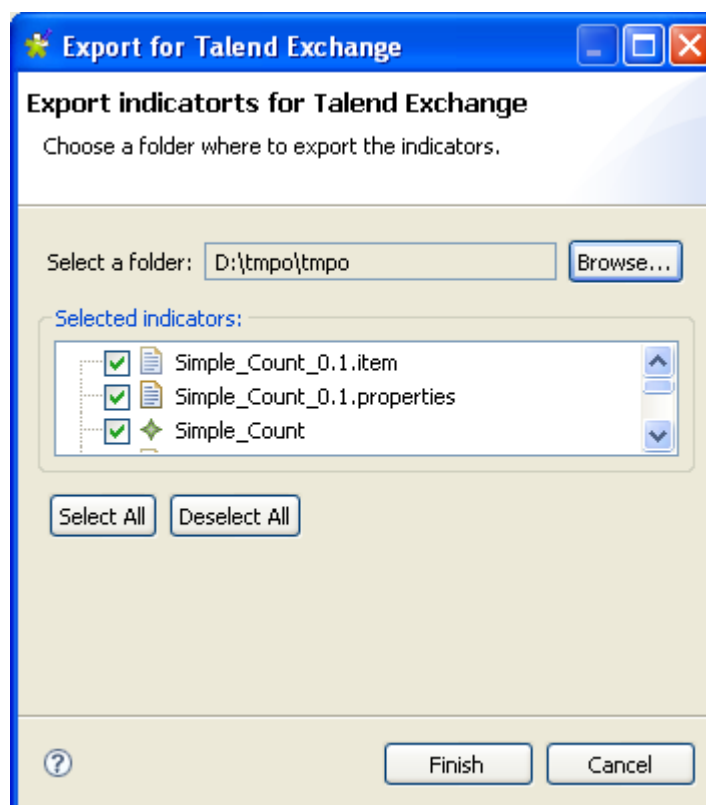 Export for Talend Exchange
Export indicatorts for Talend Exchange
Choose a folder where to export the indicators.
Select a folder: D:\tmpo\tmpo Browse...
Selected indicators:
Simple_Count_0.1.item
Simple_Count_0.1.properties
Simple_Count
Select All Deselect All
? Finish Cancel